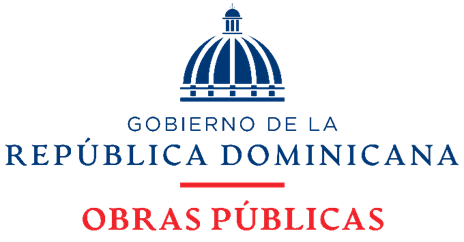 GOBIERNO DE LA
REPÚBLICA DOMINICANA
OBRAS PÚBLICAS